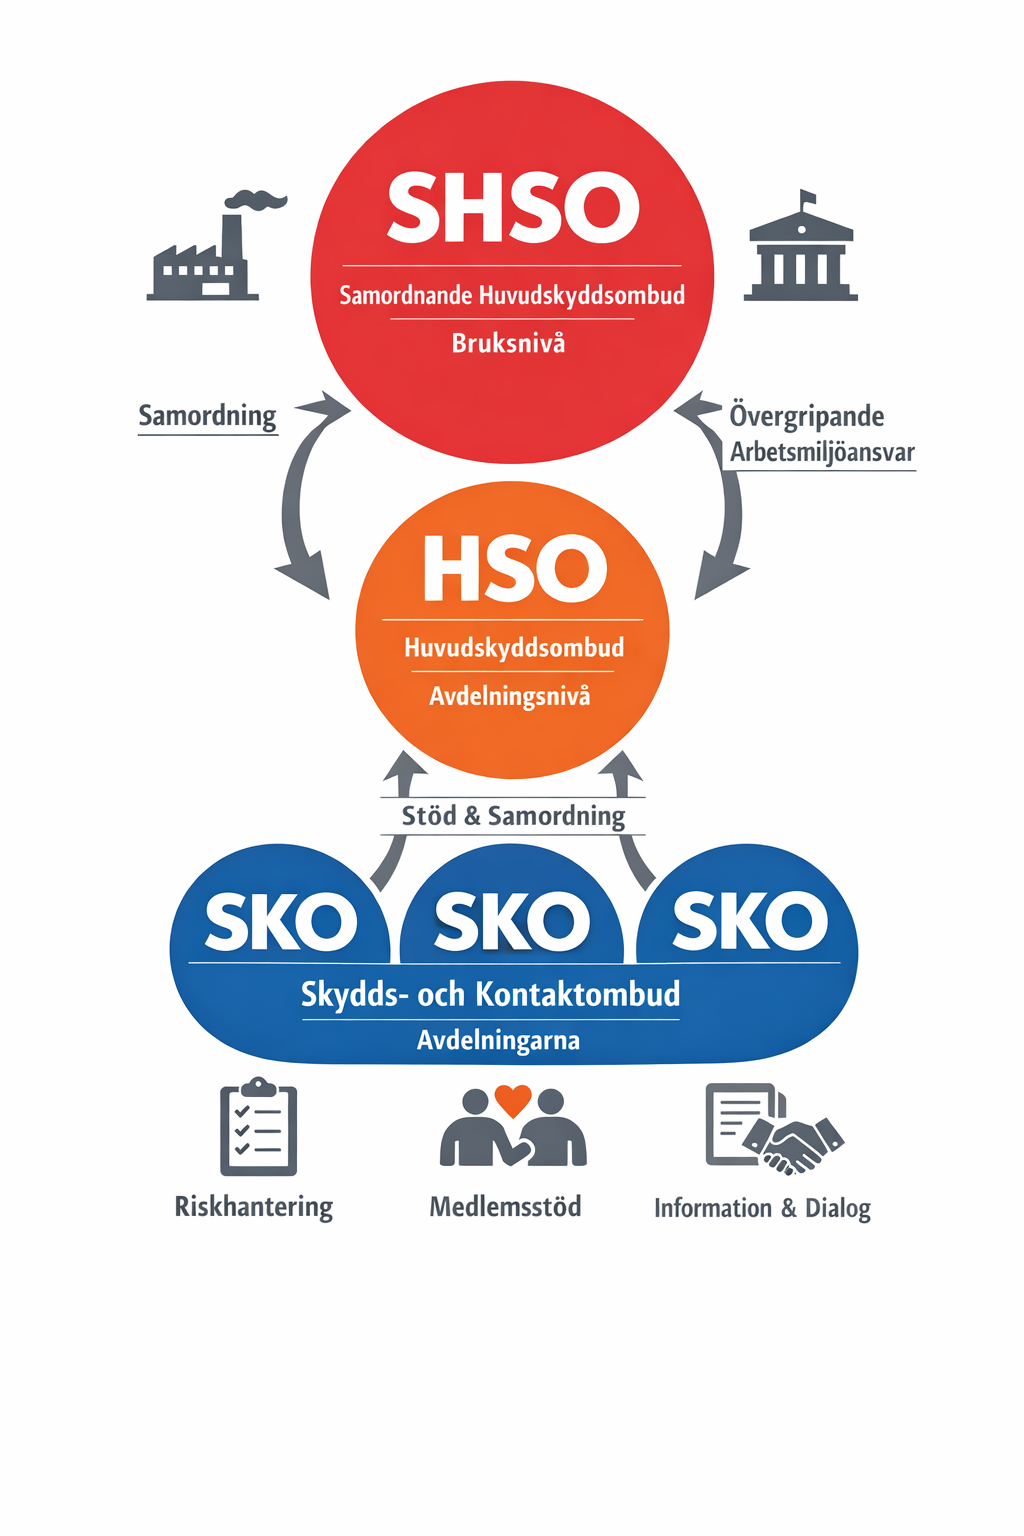 SHSO
Samordnande Huvudskyddsombud
Bruksnivå
Samordning
Övergripande
Arbetsmiljöansvar
HSO
Huvudskyddsombud
Avdelningsnivå
Stöd & Samordning
SKO SKO SKO
Skydds- och Kontaktombud
Avdelningarna
Riskhantering Medlemsstöd Information & Dialog